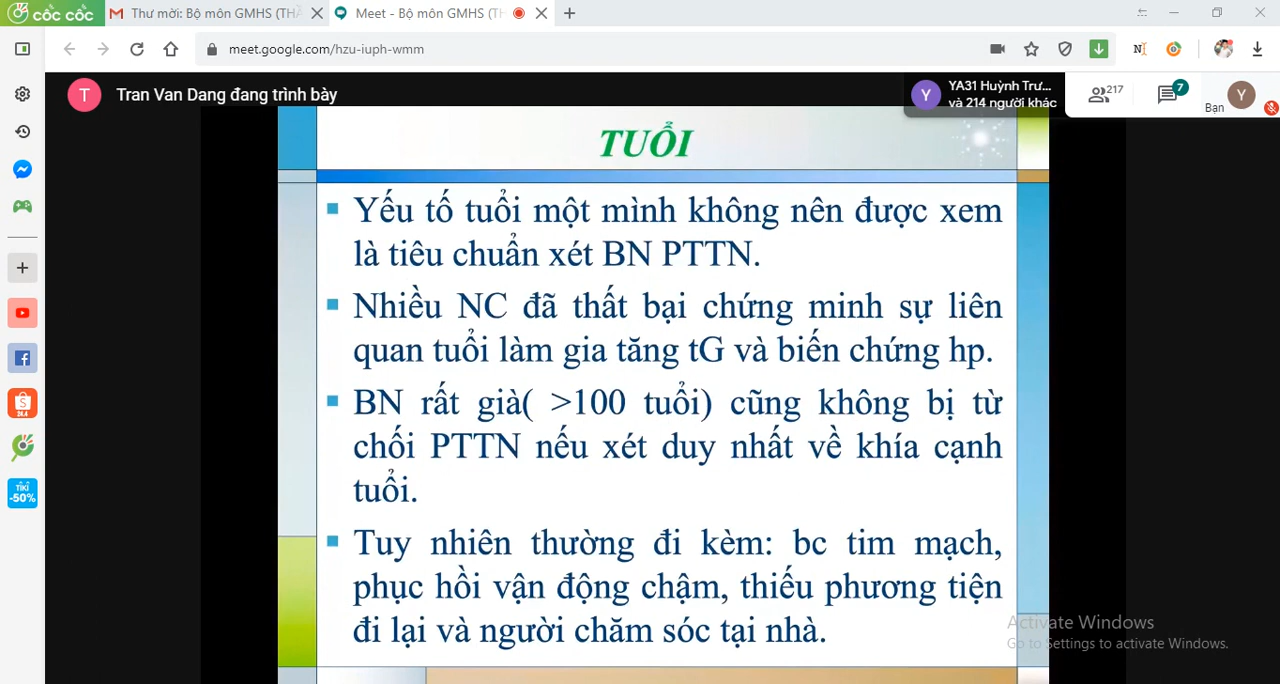 cốc cốc
Thư mời: Bộ môn GMHS (THẦ
Meet - Bộ môn GMHS (TH
meet.google.com/hzu-iuph-wmm
T
Tran Van Dang đang trình bày
Y
YA31 Huỳnh Trư...
và 214 người khác
217
7
Bạn
Y
TUỔI
Yếu tố tuổi một mình không nên được xem
là tiêu chuẩn xét BN PTTN.
Nhiều NC đã thất bại chứng minh sự liên
quan tuổi làm gia tăng tG và biến chứng hp.
BN rất già( >100 tuổi) cũng không bị từ
chối PTTN nếu xét duy nhất về khía cạnh
tuổi.
Tuy nhiên thường đi kèm: bc tim mạch,
phục hồi vận động chậm, thiếu phương tiện
đi lại và người chăm sóc tại nhà.
TIKI
-50%
Activate Windows
Go to Settings to activate Windows.